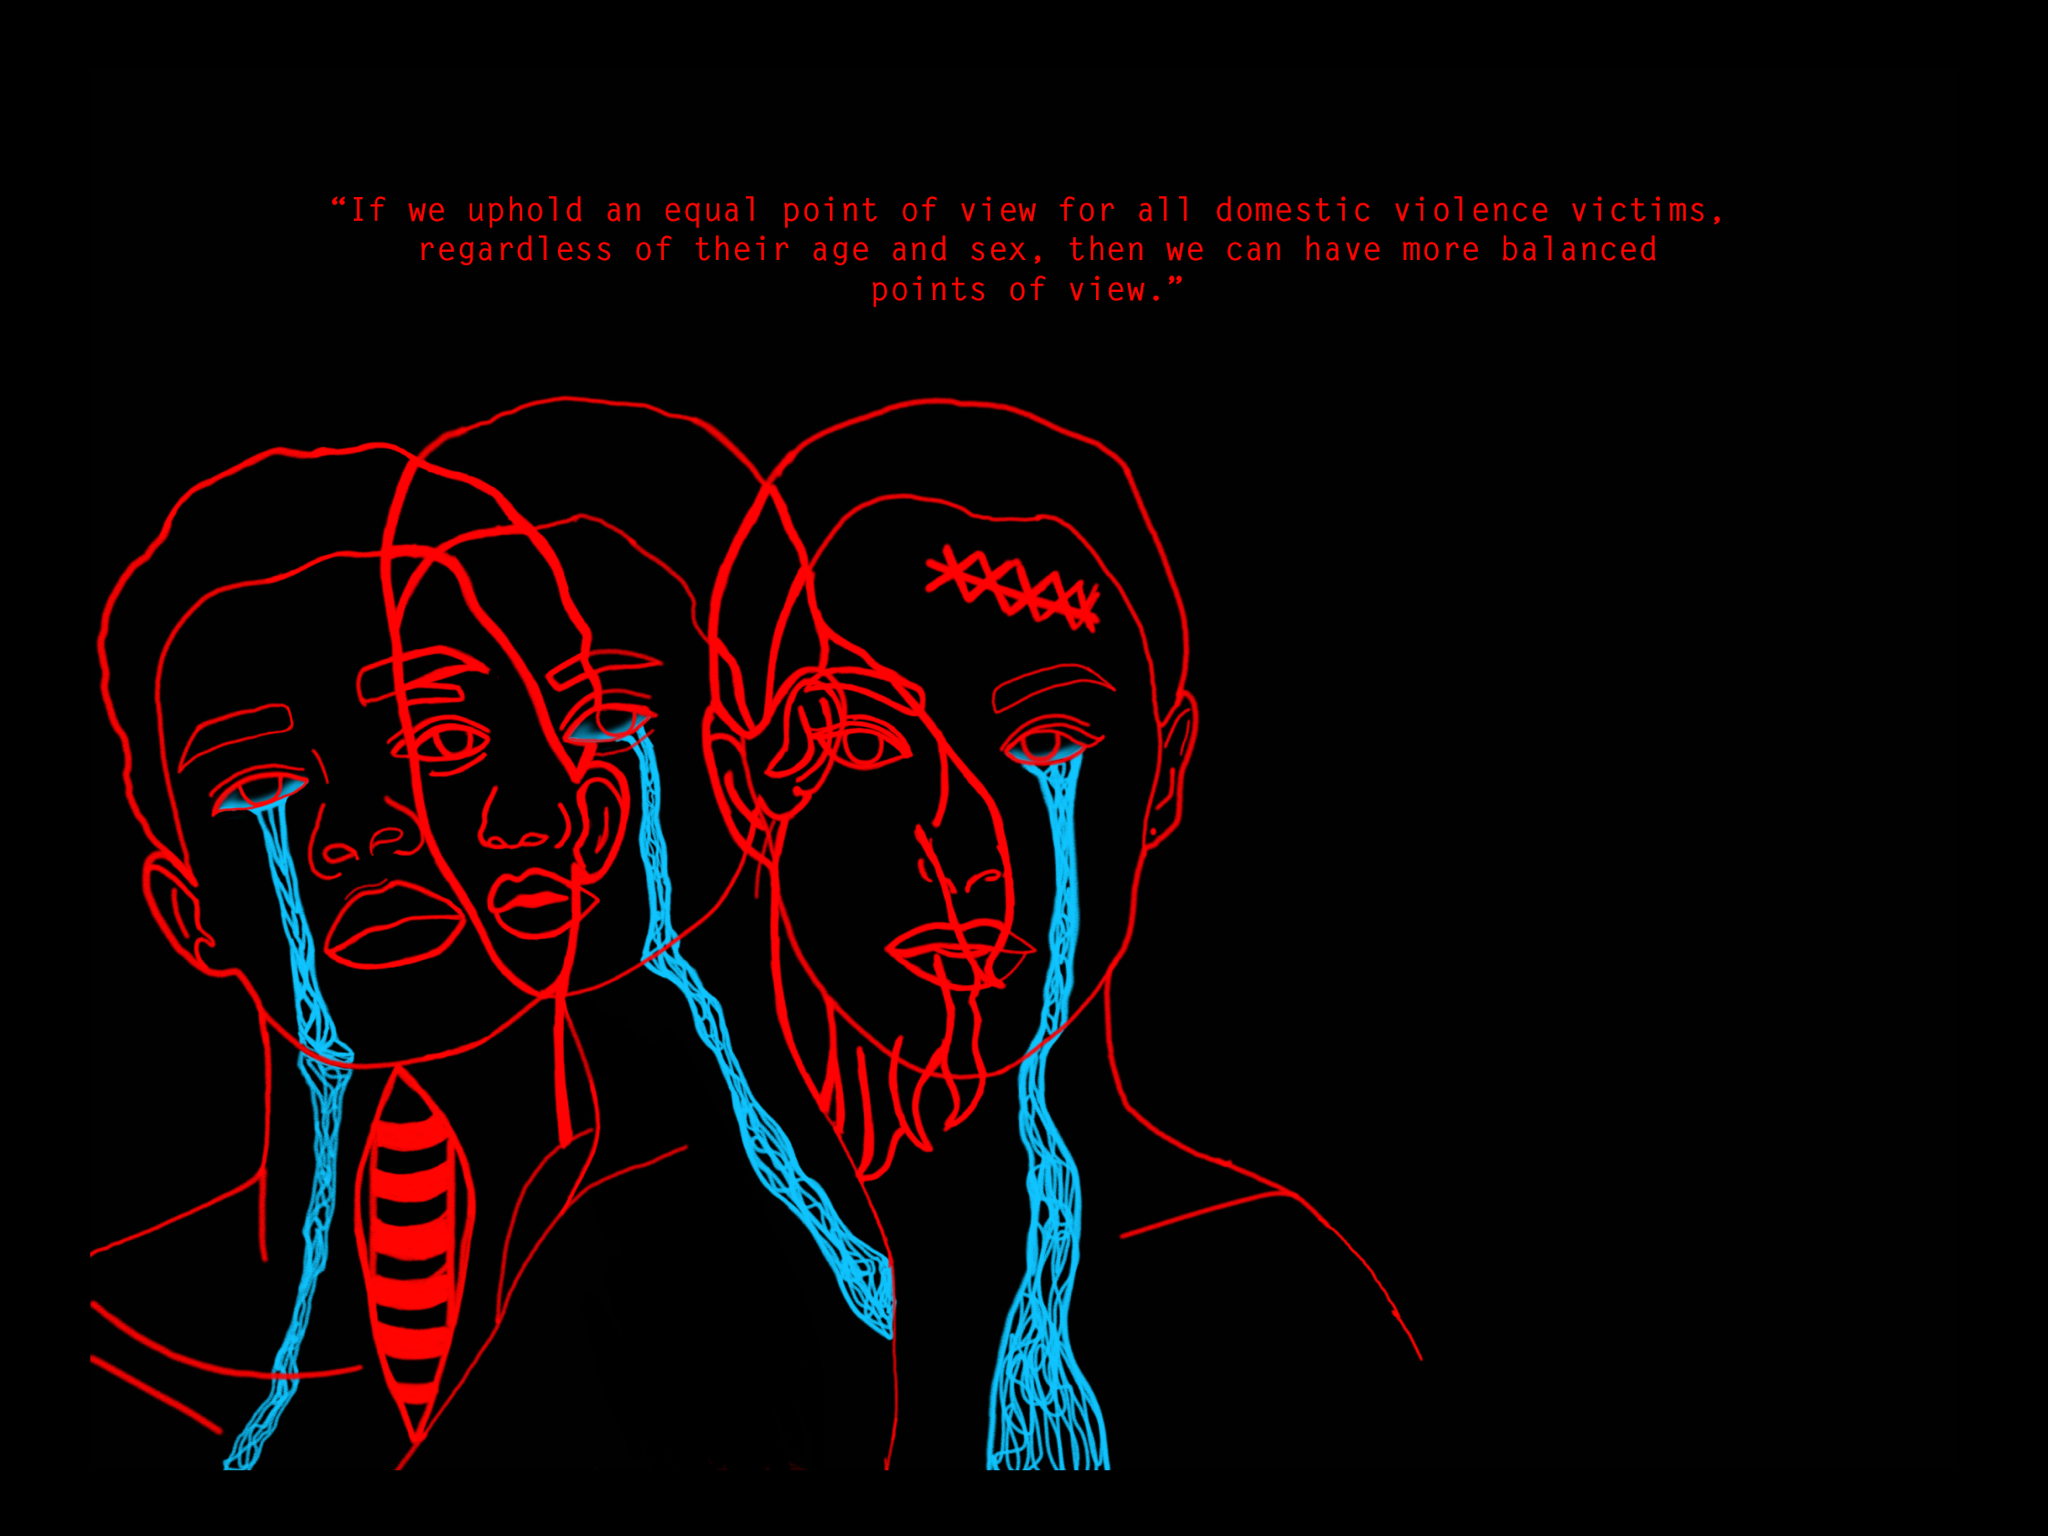 “If we uphold an equal point of view for all domestic violence victims,
regardless of their age and sex, then we can have more balanced
points of view.”